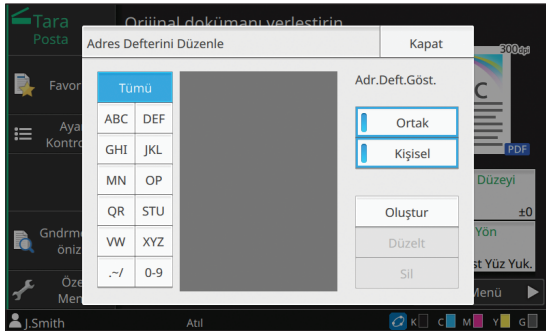 Tara
Orijinal dokümanı yerleştirin.
Posta
Adres Defterini Düzenle
Kapat
300dpi
Favor
Tümü
Adr.Deft.Göst.
C
ABC DEF
Ortak
Aya
Kontro
GHI JKL
Kişisel
PDF
MN OP
Düzeyi
QR STU
Oluştur
±0
Gndrme
öniz
VW XYZ
Düzelt
Yön
.~/ 0-9
Sil
st Yüz Yuk.
Öze
Men
Menü
J.Smith
Atıl
K C M Y G